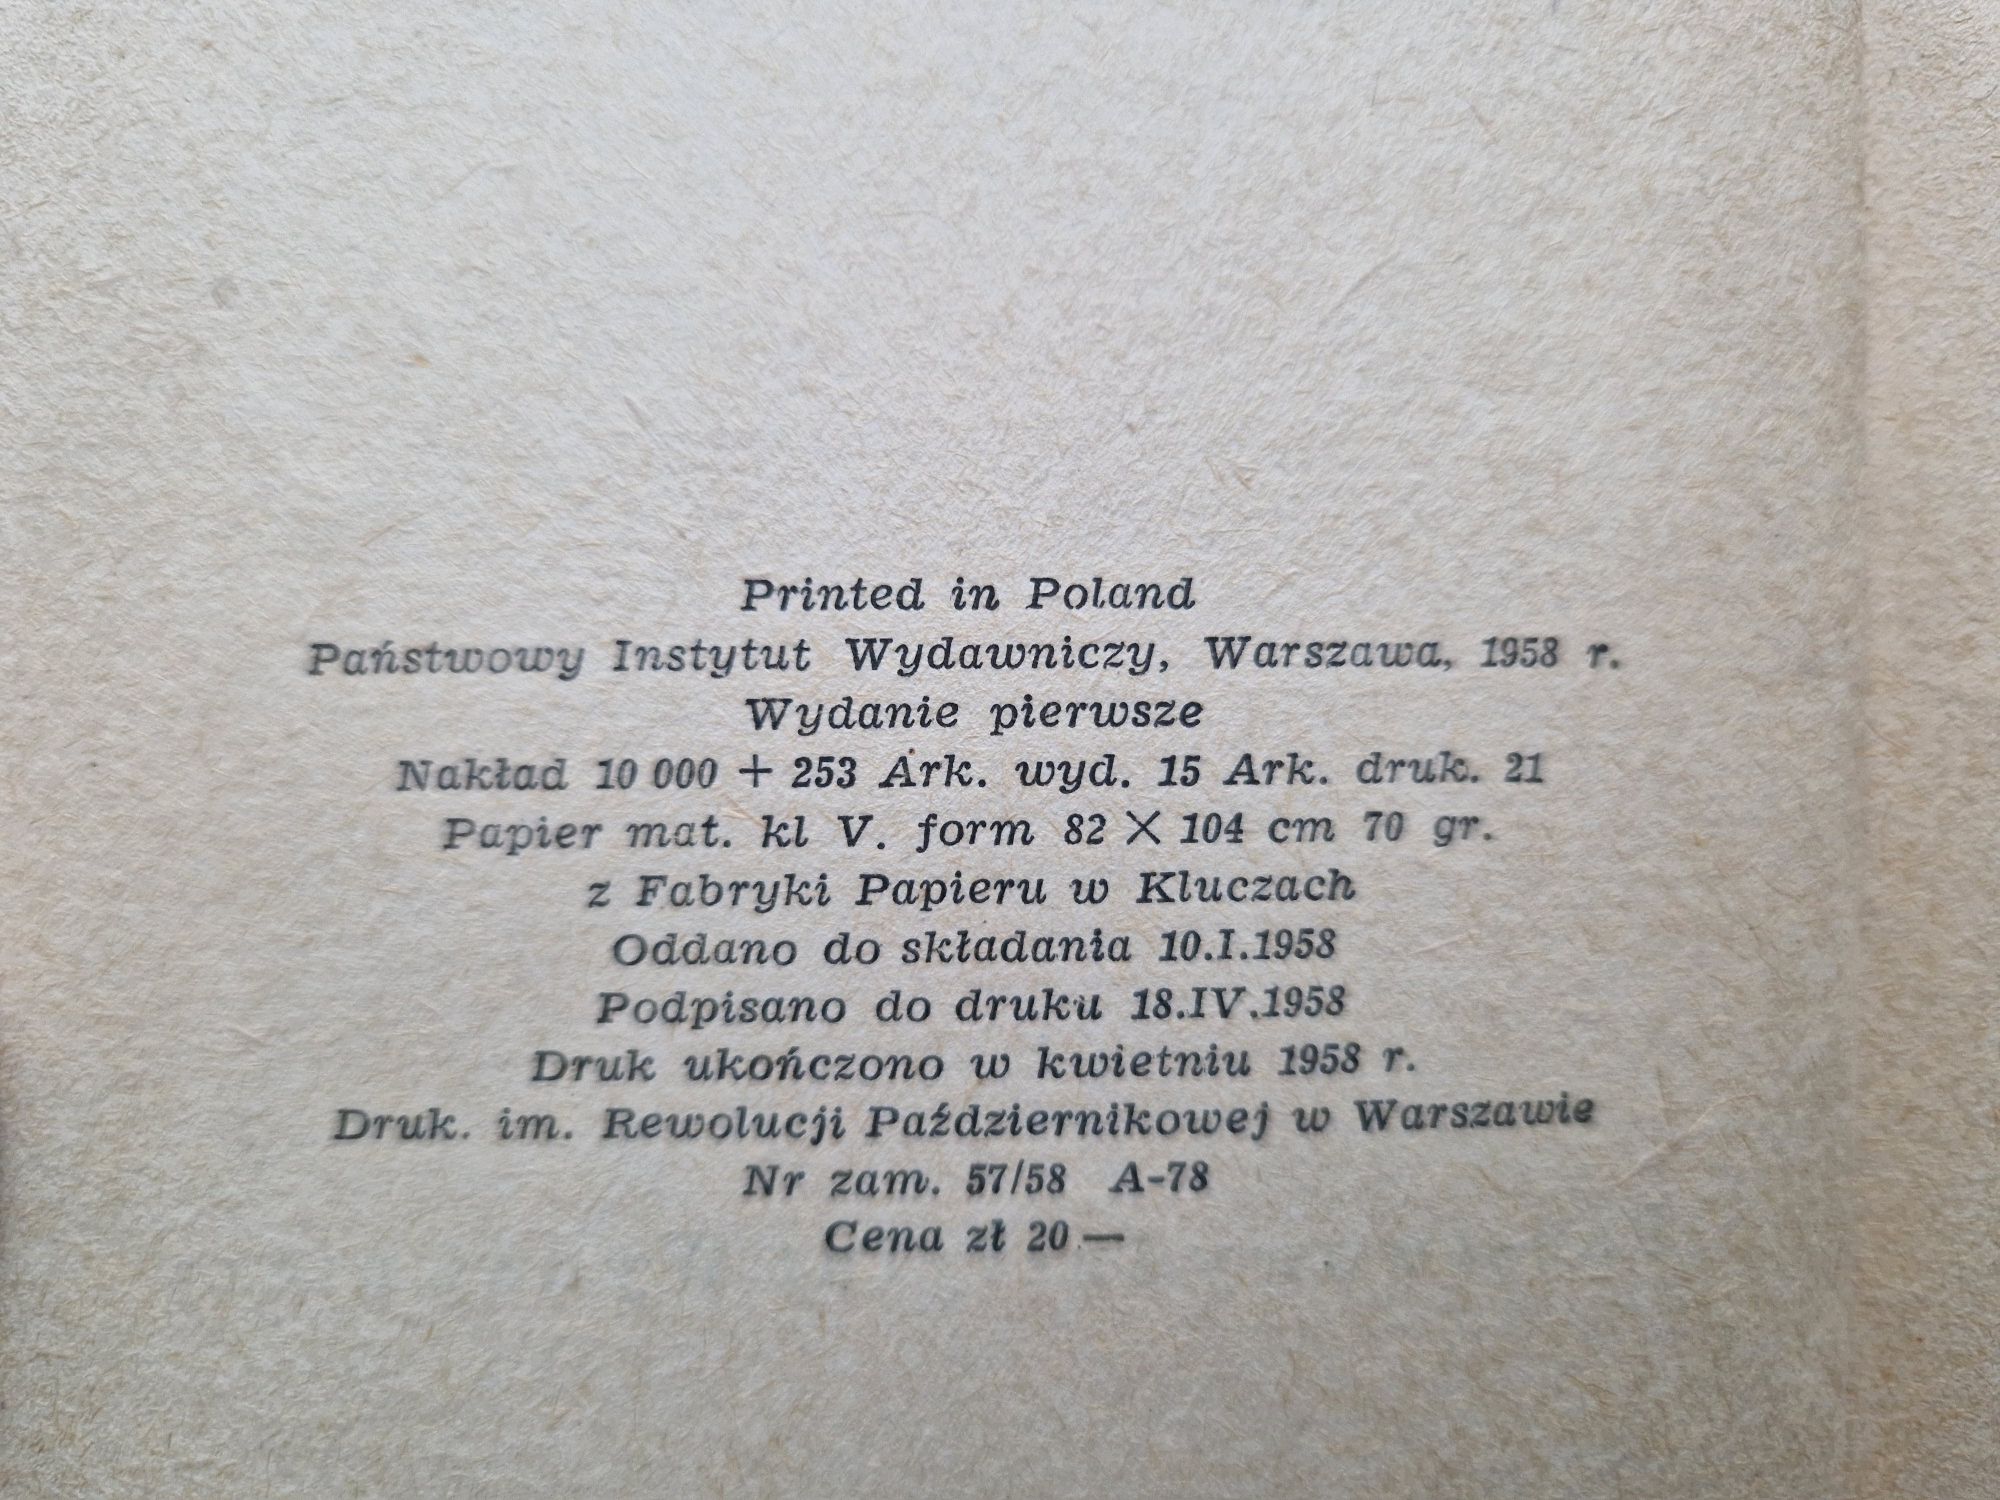 Printed in Poland
Państwowy Instytut Wydawniczy, Warszawa, 1958 r.
Wydanie pierwsze
Nakład 10 000 + 253 Ark. wyd. 15 Ark. druk. 21
Papier mat. kl V. form 82 × 104 cm 70 gr.
z Fabryki Papieru w Kluczach
Oddano do składania 10.I.1958
Podpisano do druku 18.IV.1958
Druk ukończono w kwietniu 1958 r.
Druk. im. Rewolucji Październikowej w Warszawie
Nr zam. 57/58 A-78
Cena zł 20.—